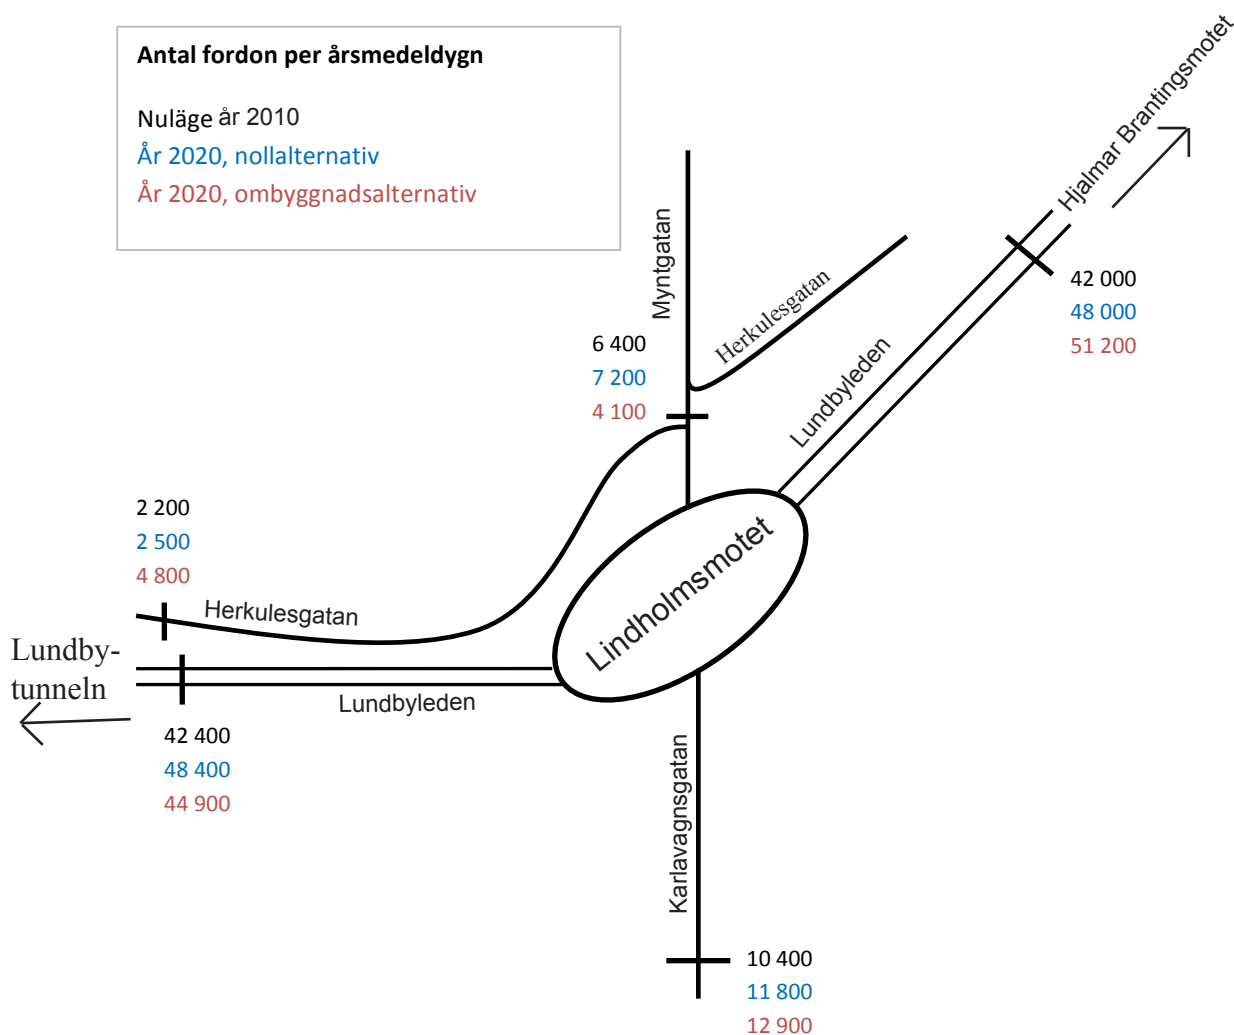 Antal fordon per årsmedeldygn
Nuläge år 2010
År 2020, nollalternativ
År 2020, ombyggnadsalternativ
Hjalmar Brantingsmotet
Myntgatan
Herkulesgatan
42 000
48 000
51 200
6 400
7 200
4 100
Lundbyleden
2 200
2 500
4 800
Lindholmsmotet
Herkulesgatan
Lundby-
tunneln
Lundbyleden
42 400
48 400
44 900
Karlavagnsgatan
10 400
11 800
12 900